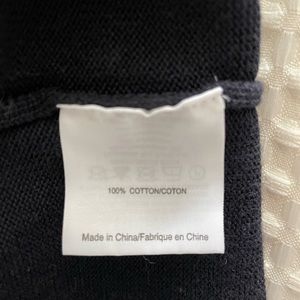 100% COTTON/COTON
Made in China/Fabrique en Chine